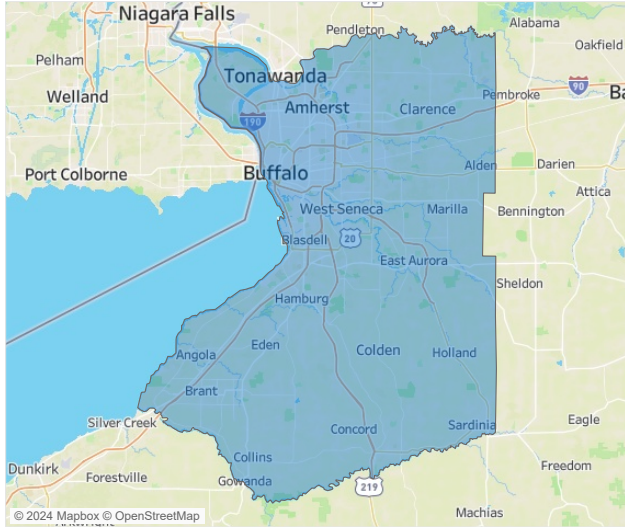 Niagara Falls
Pendleton
Alabama
Oakfield
Pelham
Tonawanda
Welland
Amherst
Clarence
Pembroke
90
Ba
190
Port Colborne
Buffalo
Alden
Darien
Attica
West Seneca
Marilla
Bennington
Blasdell
20
East Aurora
Sheldon
Hamburg
Eden
Angola
Colden
Holland
Brant
Silver Creek
Concord
Sardinia
Eagle
Dunkirk
Collins
Forestville
Gowanda
219
Freedom
Machias
© 2024 Mapbox © OpenStreetMap